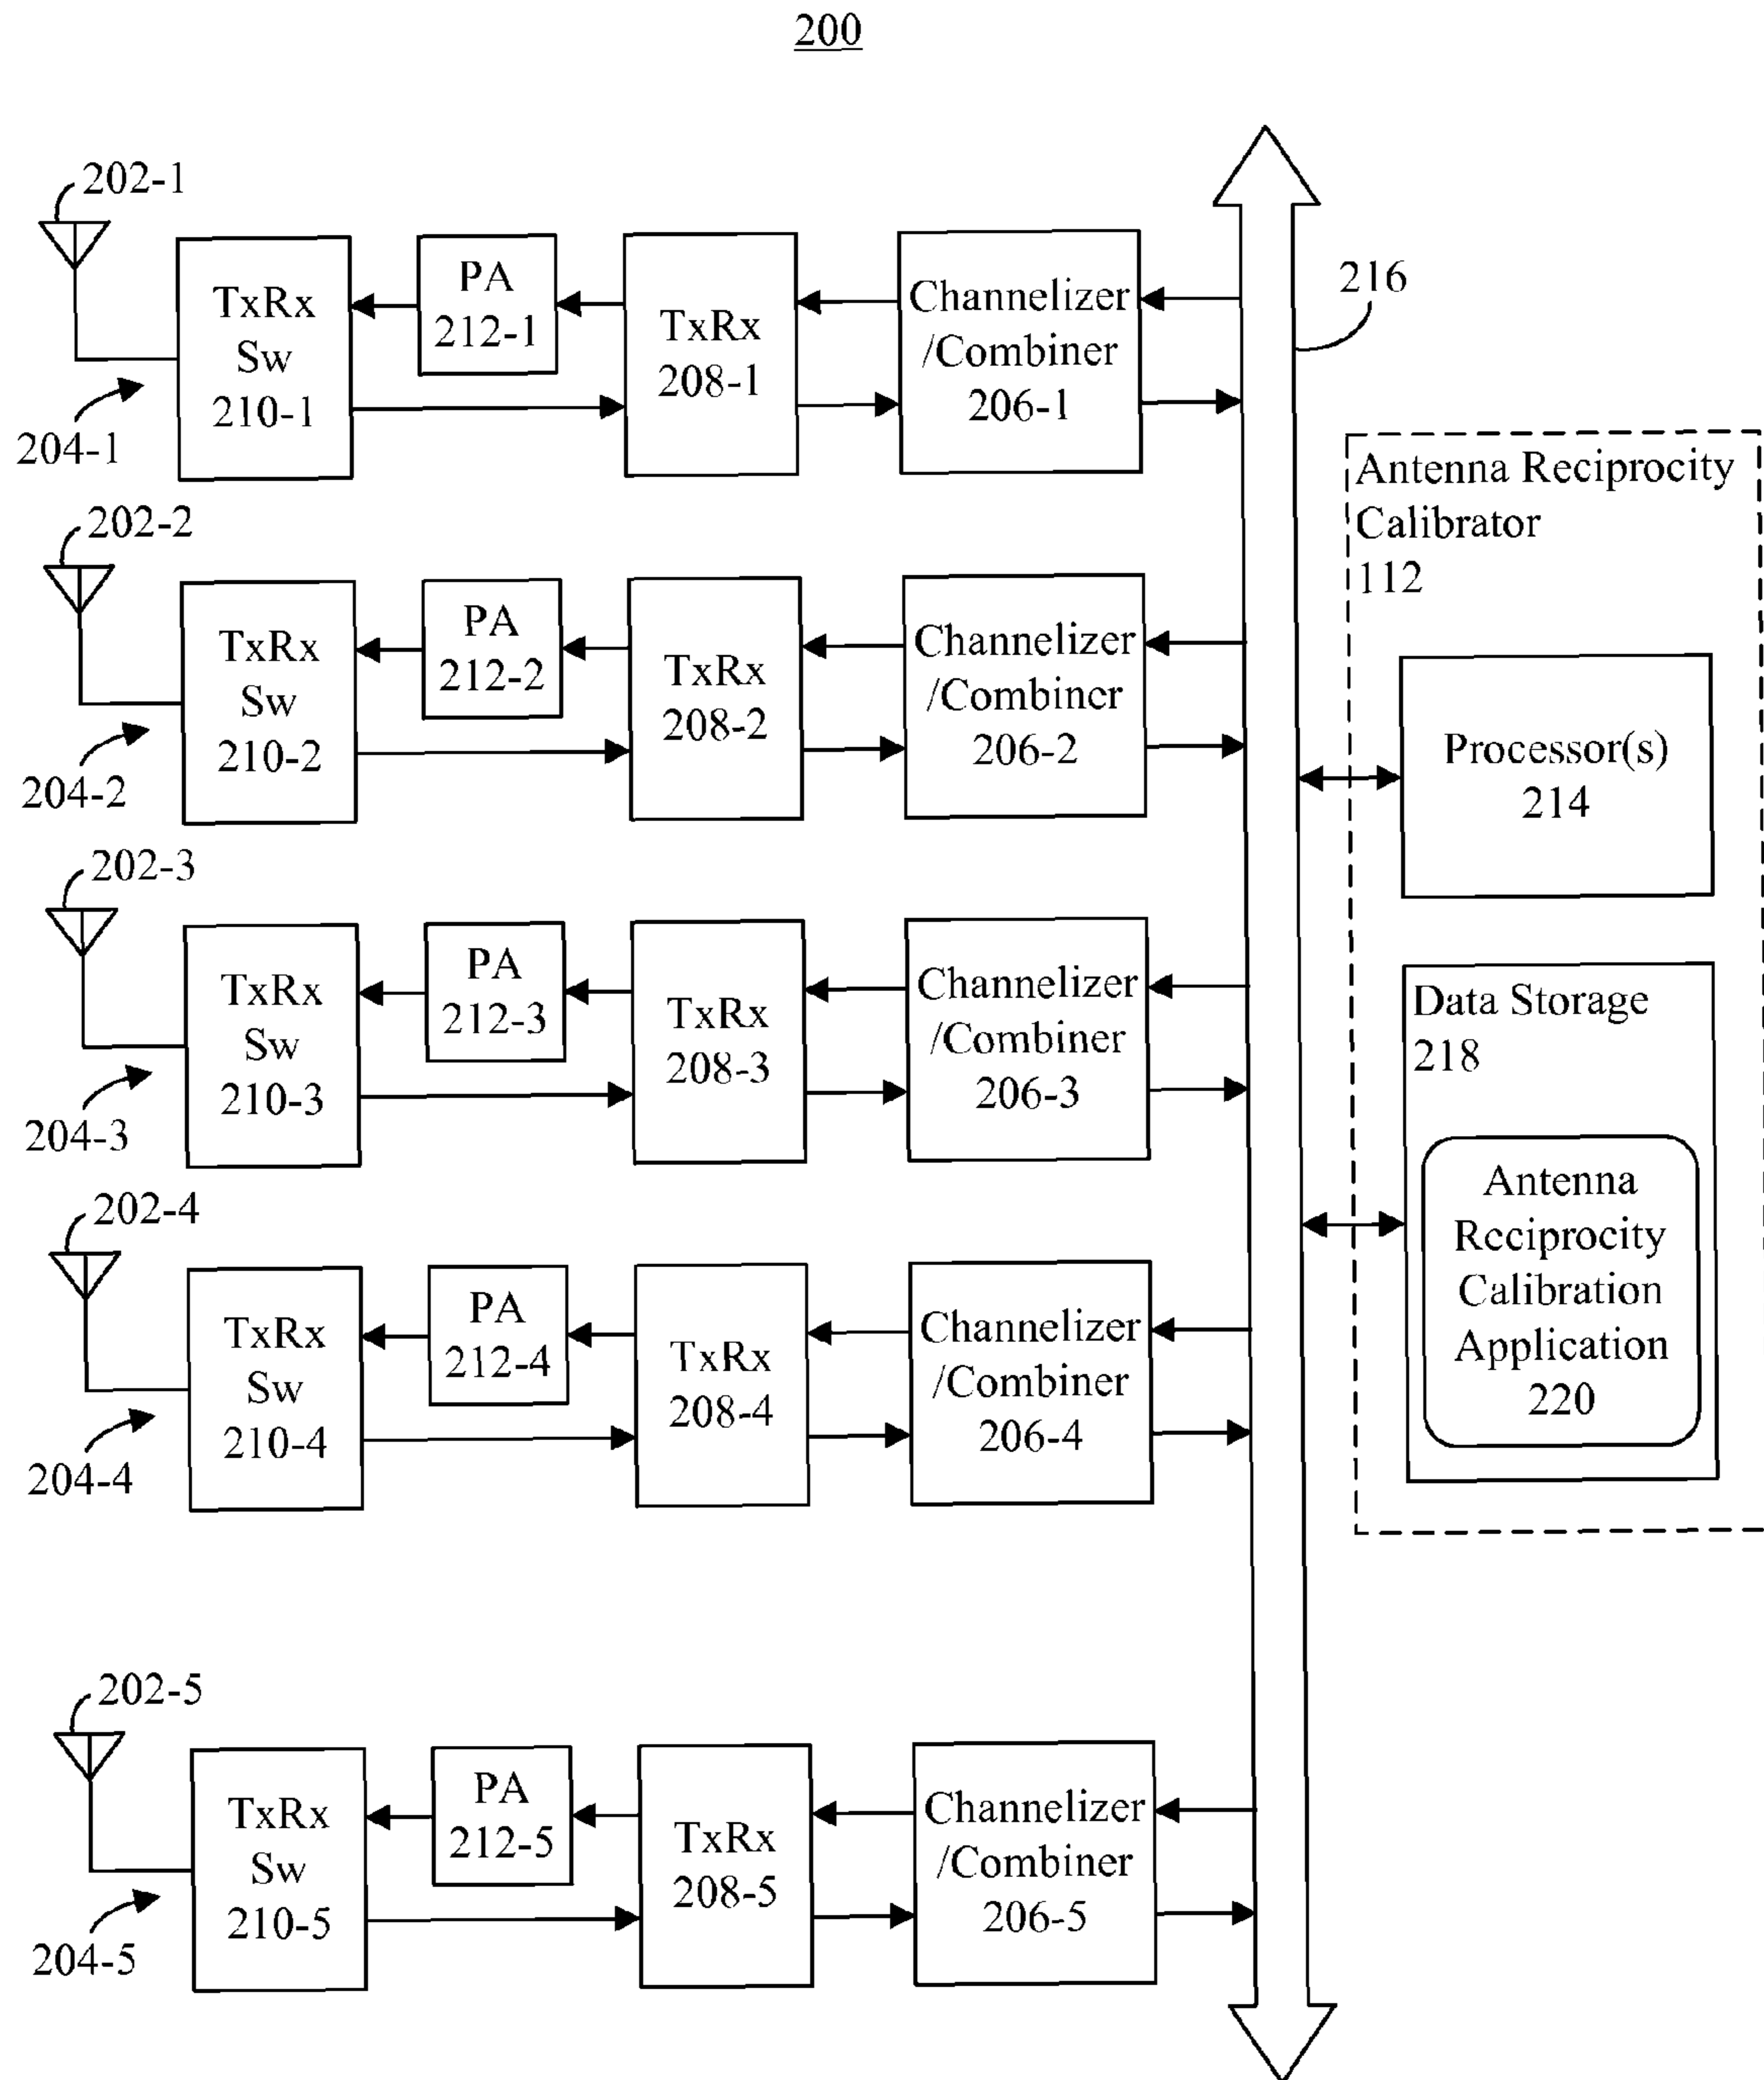 200
202-1
TxRx
Sw
210-1
PA
212-1
TxRx
208-1
Channelizer
/Combiner
206-1
204-1
216
Antenna Reciprocity
Calibrator
112
202-2
TxRx
Sw
210-2
PA
212-2
TxRx
208-2
Channelizer
/Combiner
206-2
204-2
Processor(s)
214
202-3
TxRx
Sw
210-3
PA
212-3
TxRx
208-3
Channelizer
/Combiner
206-3
204-3
Data Storage
218
Antenna
Reciprocity
Calibration
Application
220
202-4
TxRx
Sw
210-4
PA
212-4
TxRx
208-4
Channelizer
/Combiner
206-4
204-4
202-5
TxRx
Sw
210-5
PA
212-5
TxRx
208-5
Channelizer
/Combiner
206-5
204-5